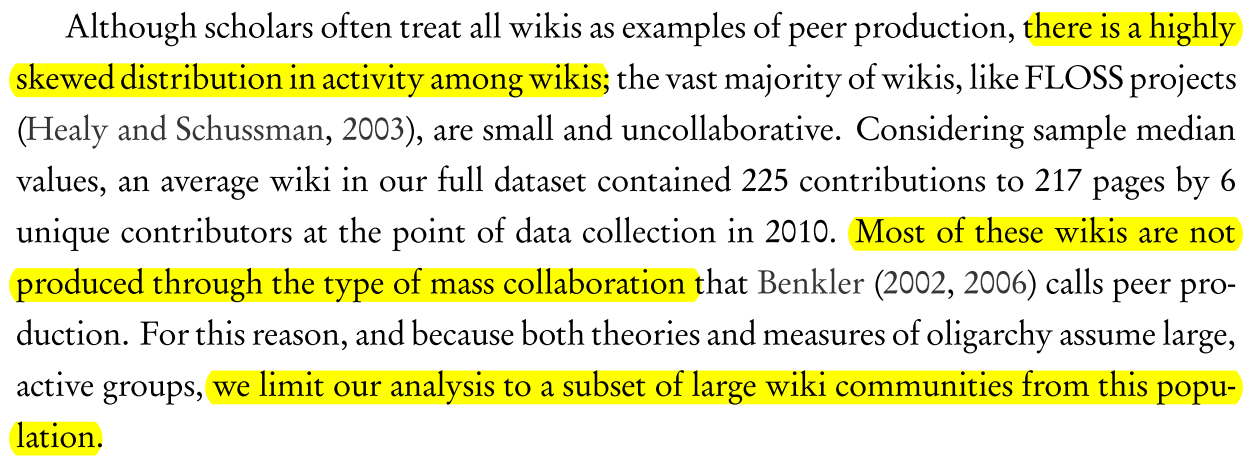 Although scholars often treat all wikis as examples of peer production, there is a highly
skewed distribution in activity among wikis; the vast majority of wikis, like FLOSS projects
(Healy and Schussman, 2003), are small and uncollaborative. Considering sample median
values, an average wiki in our full dataset contained 225 contributions to 217 pages by 6
unique contributors at the point of data collection in 2010. Most of these wikis are not
produced through the type of mass collaboration that Benkler (2002, 2006) calls peer pro-
duction. For this reason, and because both theories and measures of oligarchy assume large,
active groups, we limit our analysis to a subset of large wiki communities from this popu-
lation.